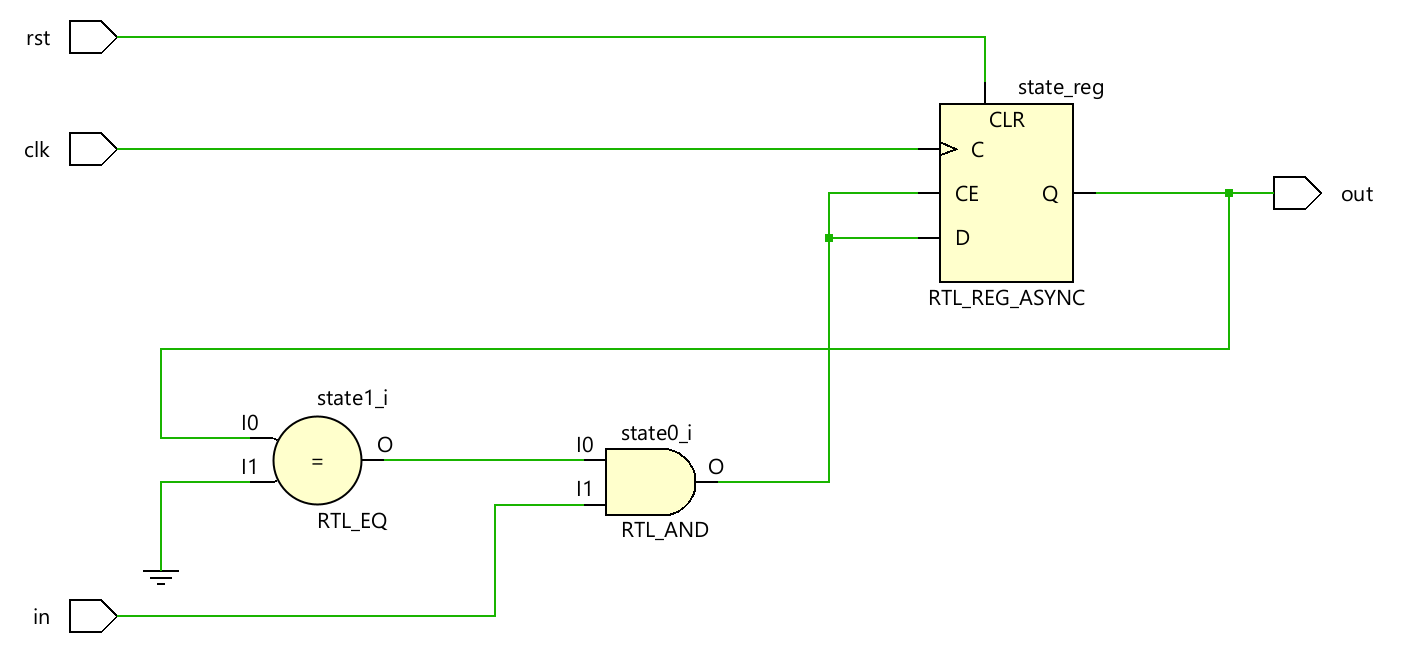 rst
state_reg
CLR
clk
C
CE
Q
out
D
RTL_REG_ASYNC
state1_i
I0
O
I1
=
RTL_EQ
state0_i
I0
O
I1
RTL_AND
in